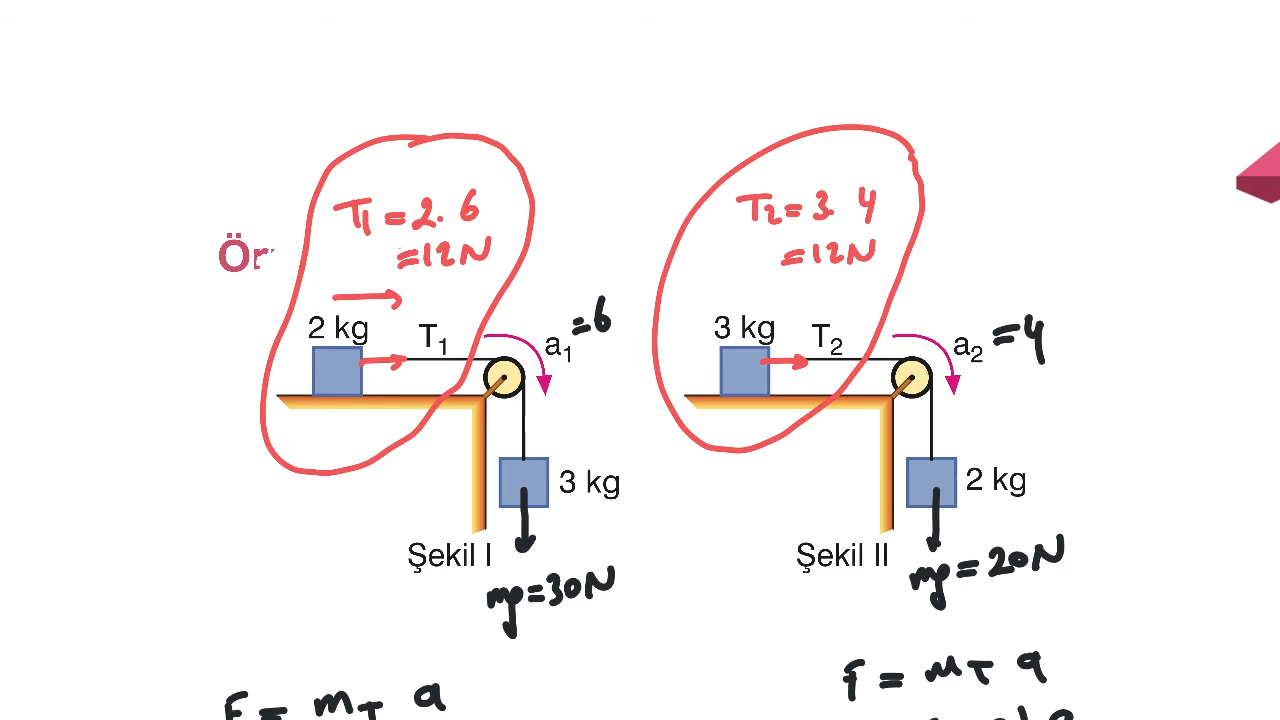 T1 = 2. 6
= 12N
T2 = 3. 4
= 12N
Ör
2 kg
T1
a1 = 6
3 kg
T2
a2 = 4
3 kg
2 kg
Şekil I
Şekil II
mg = 30N
mg = 20N
F = mT a
F = mT a